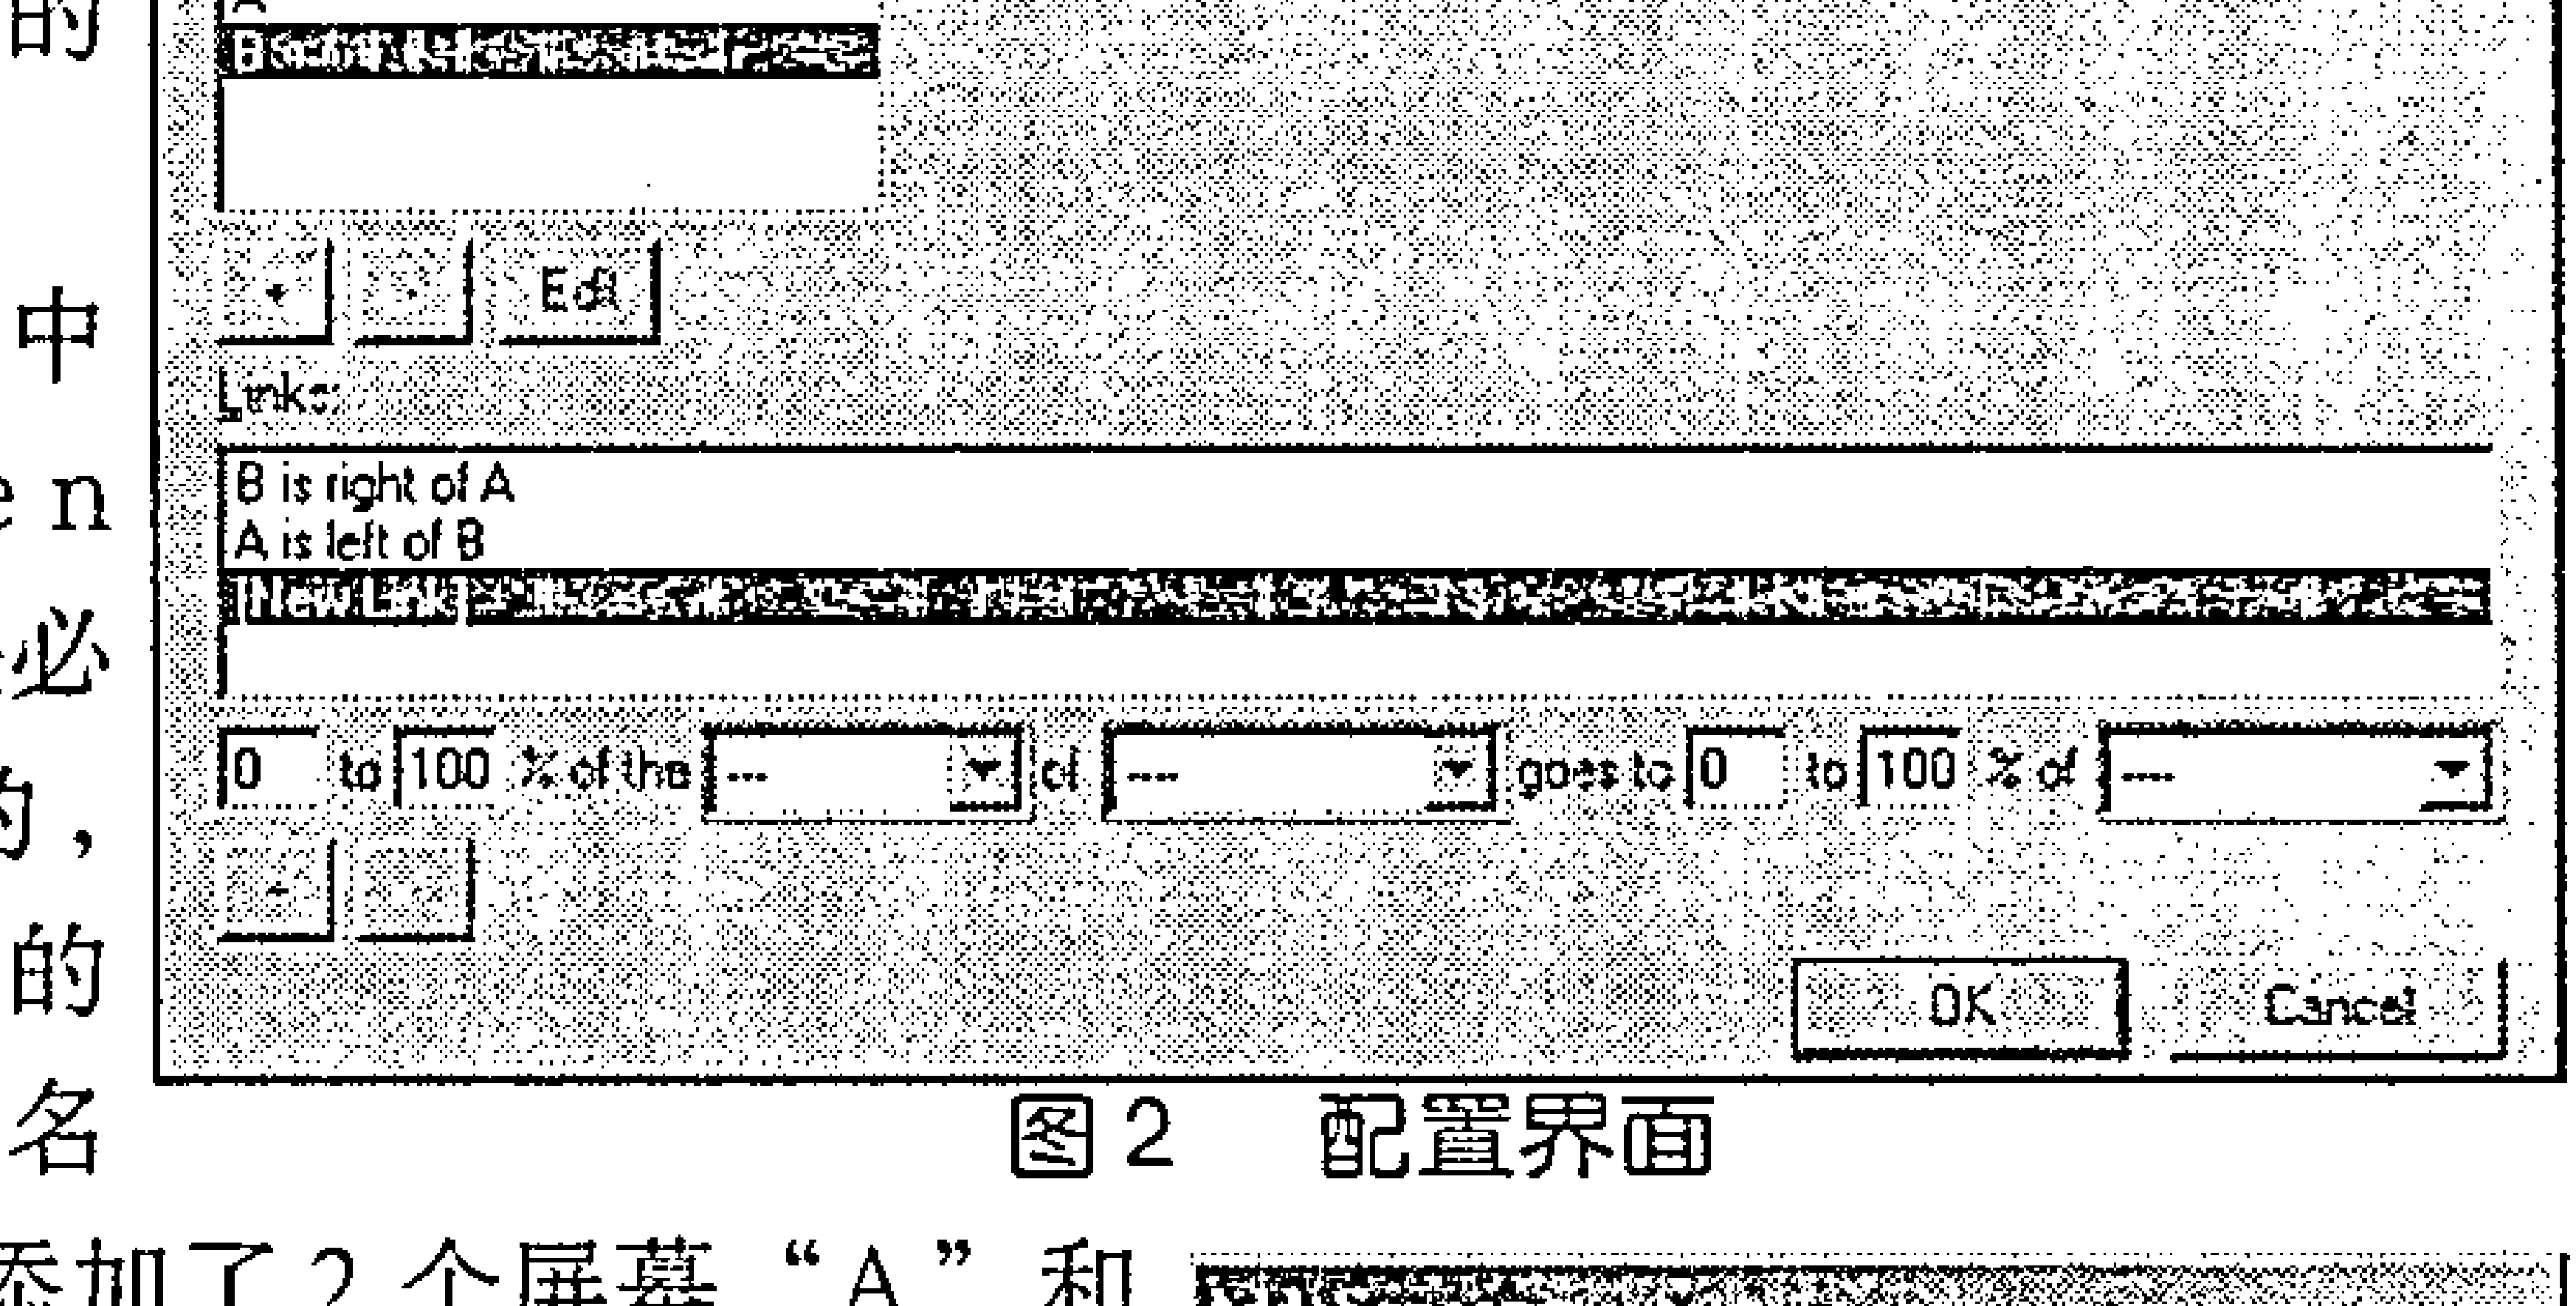 的
A
B
+ - Edit
中
Links:
B is right of A
e n
A is left of B
[New Link]
必
0 to 100 % of the --- of ---- goes to 0 to 100 % of ----
的，
+ -
的
OK Cancel
名
图2 配置界面
添加了2个屏幕“A”和